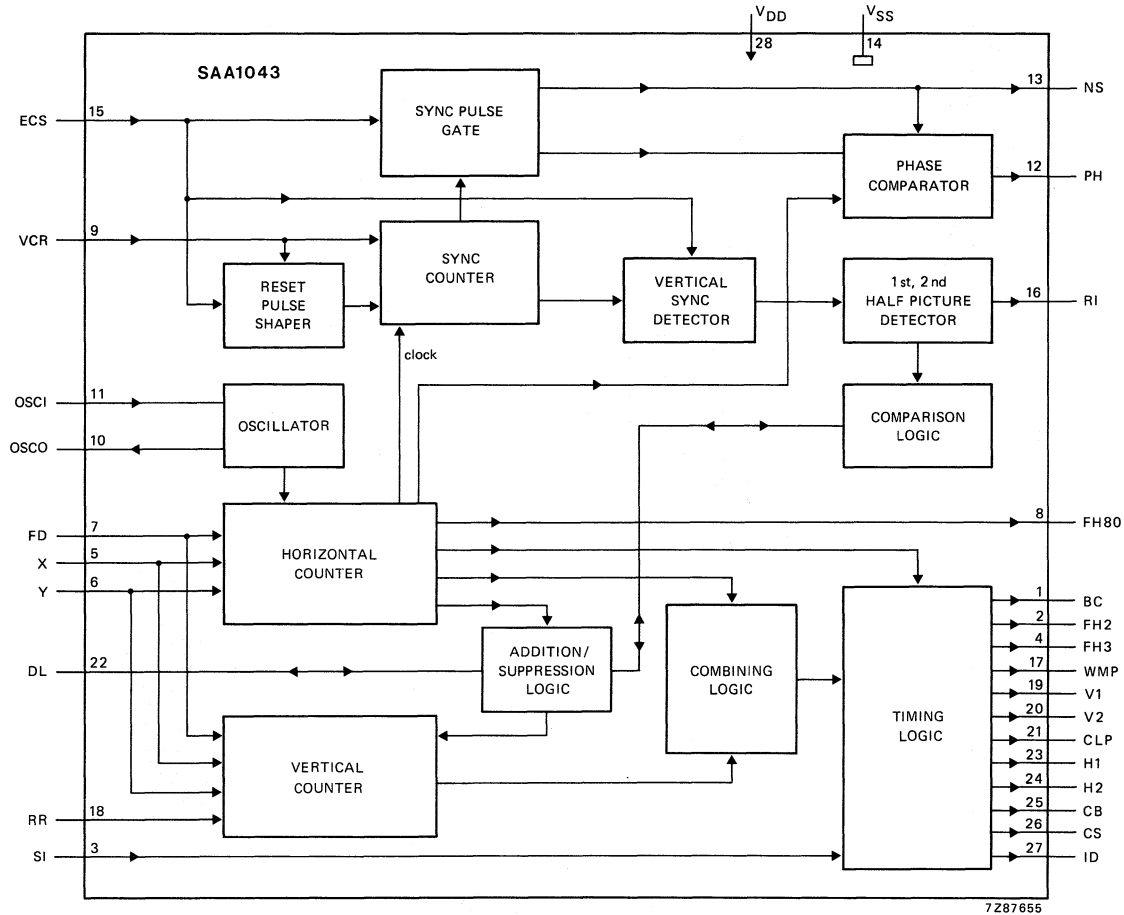 VDD
VSS
28
14
SAA1043
13
NS
ECS
15
SYNC PULSE
GATE
PHASE
COMPARATOR
12
PH
VCR
9
SYNC
COUNTER
RESET
PULSE
SHAPER
VERTICAL
SYNC
DETECTOR
1st, 2nd
HALF PICTURE
DETECTOR
16
RI
clock
OSCI
11
OSCILLATOR
OSCO
10
COMPARISON
LOGIC
FD
7
X
5
Y
6
HORIZONTAL
COUNTER
8
FH80
DL
22
ADDITION/
SUPPRESSION
LOGIC
COMBINING
LOGIC
TIMING
LOGIC
1
BC
2
FH2
4
FH3
17
WMP
19
V1
20
V2
21
CLP
23
H1
24
H2
25
CB
26
CS
27
ID
VERTICAL
COUNTER
RR
18
SI
3
7Z87655